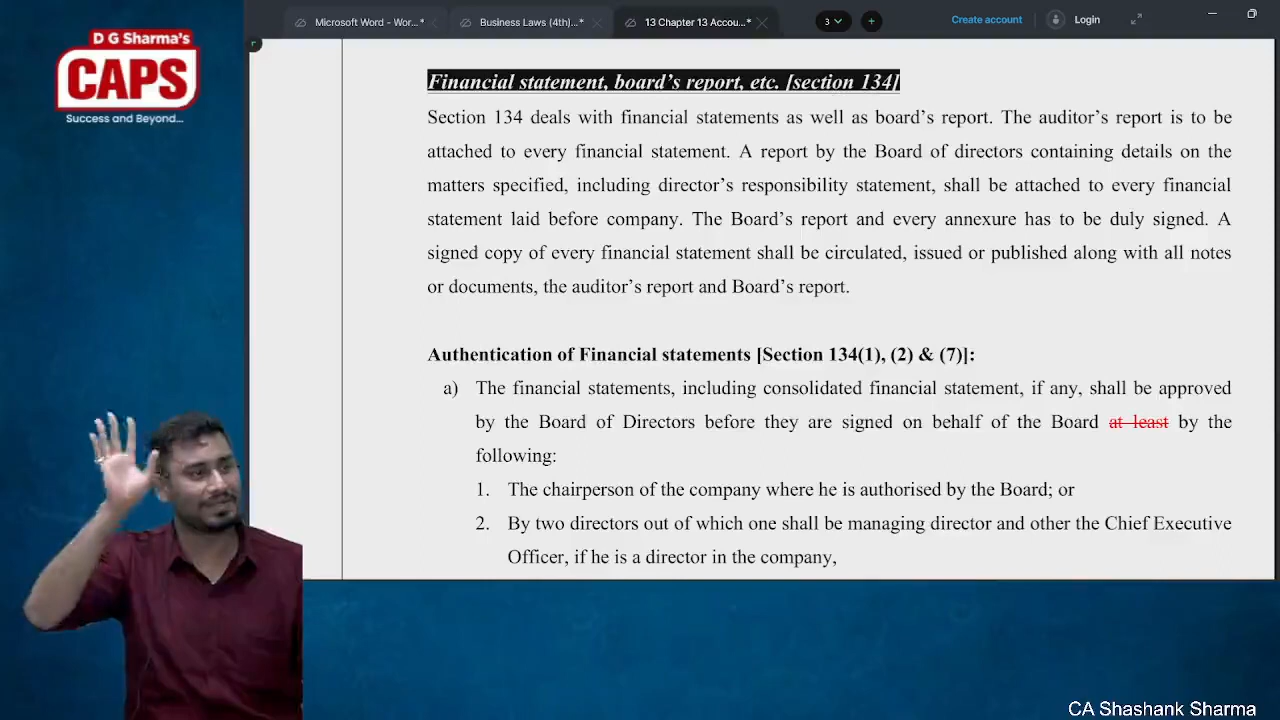 Microsoft Word - Wor...*
Business Laws (4th]...*
13 Chapter 13 Accou...*
3
Create account
Login
D G Sharma's
CAPS
Success and Beyond...
Financial statement, board's report, etc. [section 134]
Section 134 deals with financial statements as well as board's report. The auditor's report is to be
attached to every financial statement. A report by the Board of directors containing details on the
matters specified, including director's responsibility statement, shall be attached to every financial
statement laid before company. The Board's report and every annexure has to be duly signed. A
signed copy of every financial statement shall be circulated, issued or published along with all notes
or documents, the auditor's report and Board's report.
Authentication of Financial statements [Section 134(1), (2) & (7)]:
a) The financial statements, including consolidated financial statement, if any, shall be approved
by the Board of Directors before they are signed on behalf of the Board at least by the
following:
1. The chairperson of the company where he is authorised by the Board; or
2. By two directors out of which one shall be managing director and other the Chief Executive
Officer, if he is a director in the company,
CA Shashank Sharma